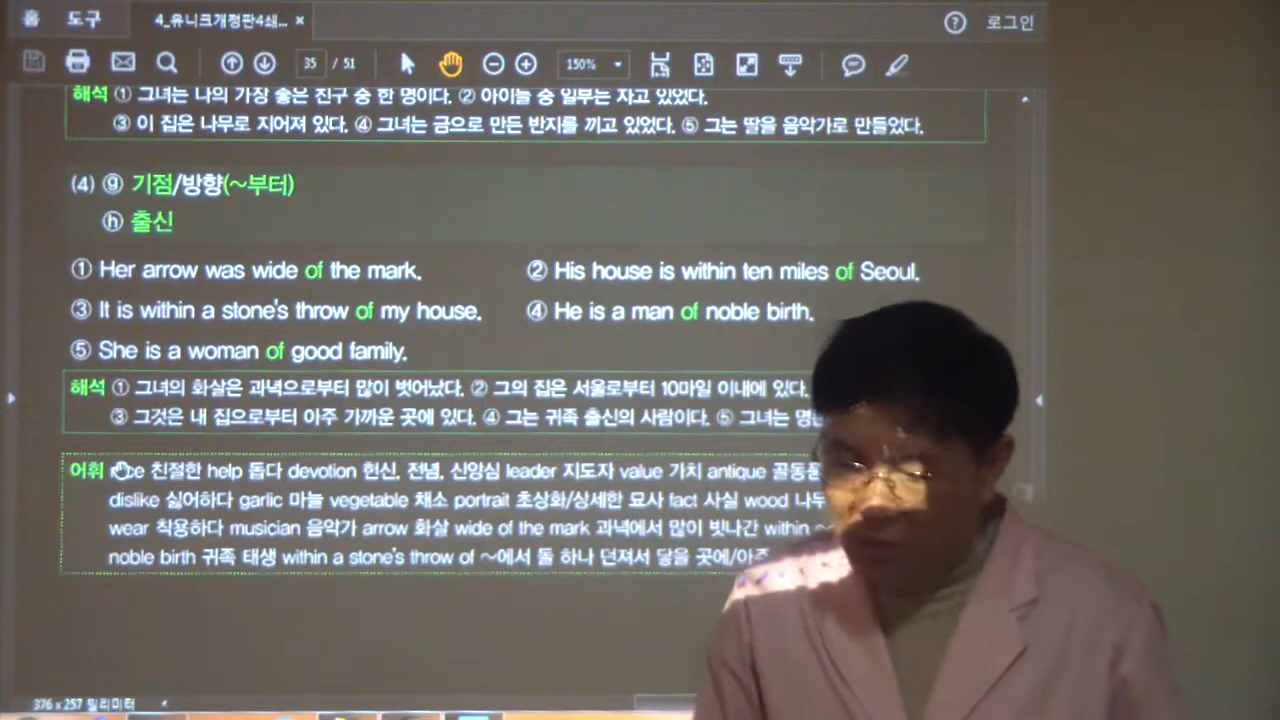 홈 도구 4_유니크개정판4쇄... × ? 로그인
35 / 51 150%
해석 ① 그녀는 나의 가장 좋은 친구 중 한 명이다. ② 아이들 중 일부는 자고 있었다.
③ 이 집은 나무로 지어져 있다. ④ 그녀는 금으로 만든 반지를 끼고 있었다. ⑤ 그는 딸을 음악가로 만들었다.
(4) ⓖ 기점/방향(~부터)
ⓗ 출신
① Her arrow was wide of the mark. ② His house is within ten miles of Seoul.
③ It is within a stone's throw of my house. ④ He is a man of noble birth.
⑤ She is a woman of good family.
해석 ① 그녀의 화살은 과녁으로부터 많이 벗어났다. ② 그의 집은 서울로부터 10마일 이내에 있다.
③ 그것은 내 집으로부터 아주 가까운 곳에 있다. ④ 그는 귀족 출신의 사람이다. ⑤ 그녀는
어휘 친절한 help 돕다 devotion 헌신, 전념, 신앙심 leader 지도자 value 가치 antique 골동품
dislike 싫어하다 garlic 마늘 vegetable 채소 portrait 초상화/상세한 묘사 fact 사실 wood 나무
wear 착용하다 musician 음악가 arrow 화살 wide of the mark 과녁에서 많이 빗나간 within
noble birth 귀족 태생 within a stone's throw of ~에서 돌 하나 던져서 닿을 곳에/아주
376 x 257 밀리미터